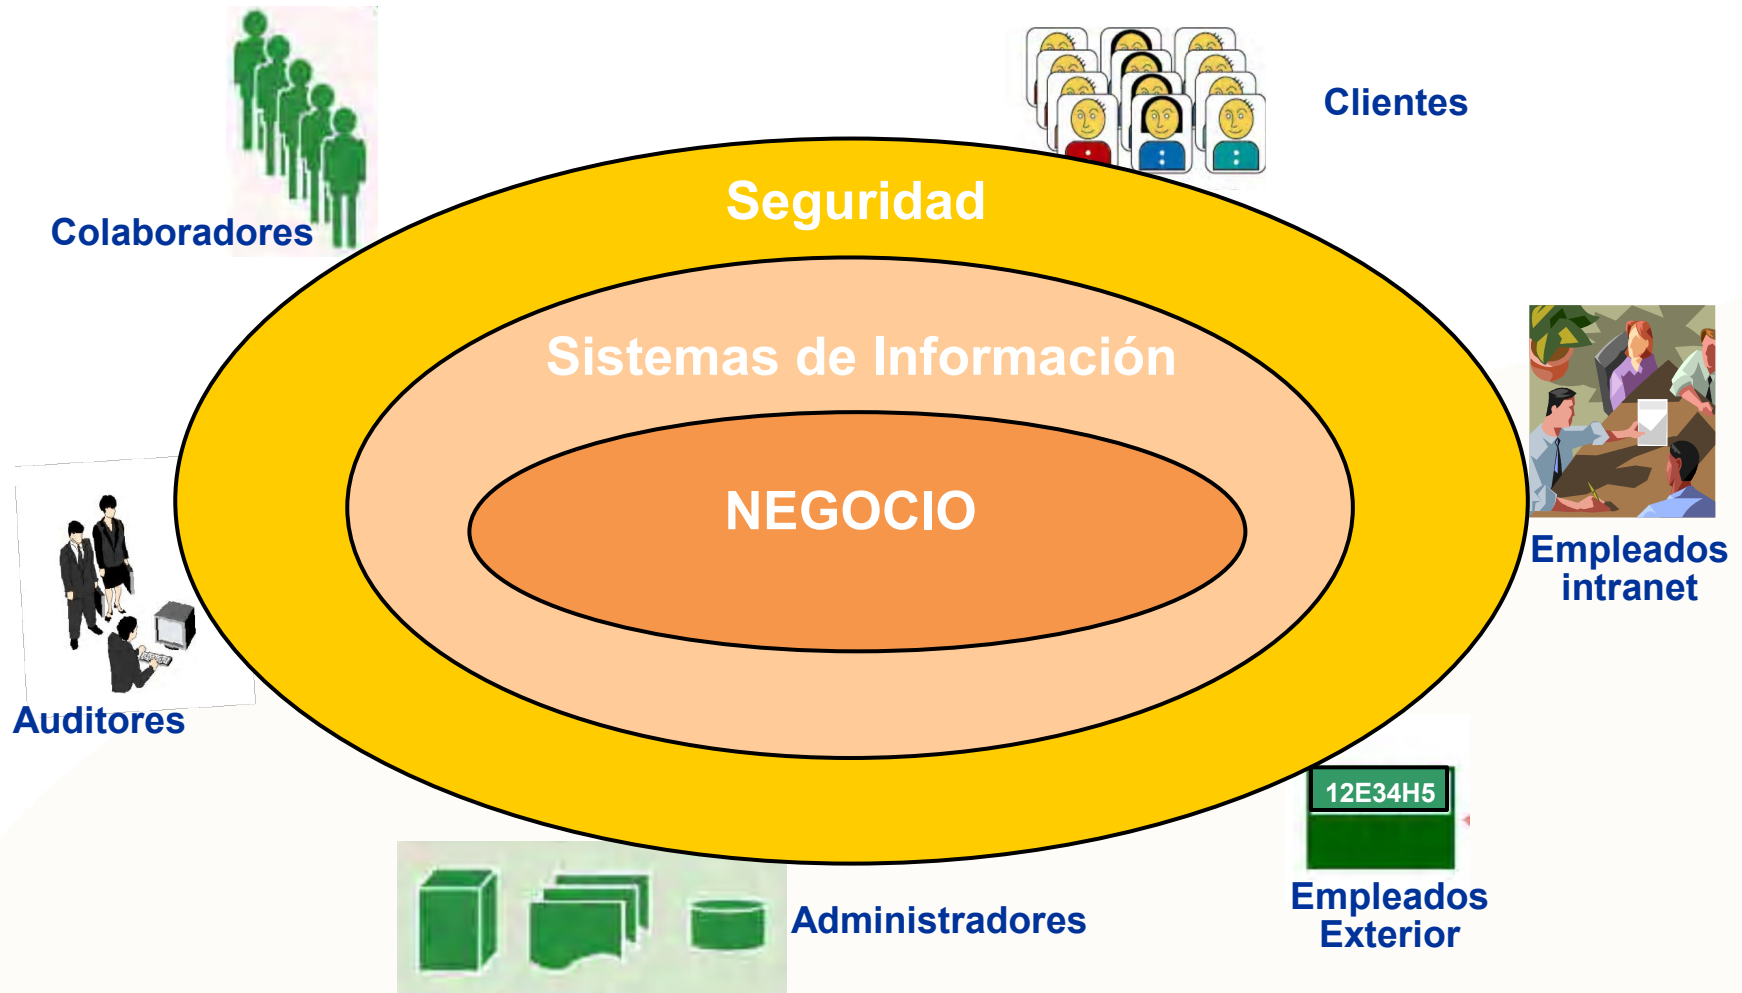 Clientes
Seguridad
Colaboradores
Sistemas de Información
NEGOCIO
Empleados
intranet
Auditores
12E34H5
Empleados
Exterior
Administradores